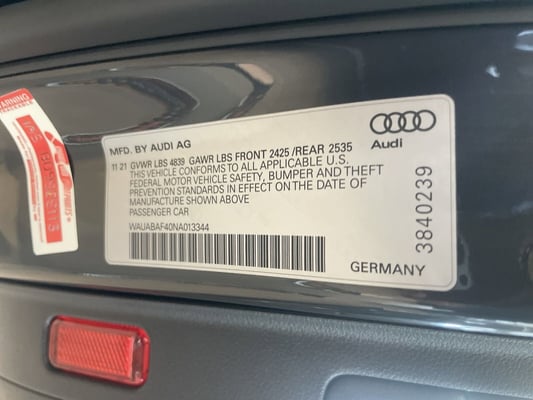 MFD. BY AUDI AG
Audi
11 21 GVWR LBS 4839 GAWR LBS FRONT 2425 /REAR 2535
THIS VEHICLE CONFORMS TO ALL APPLICABLE U.S.
FEDERAL MOTOR VEHICLE SAFETY, BUMPER AND THEFT
PREVENTION STANDARDS IN EFFECT ON THE DATE OF
MANUFACTURE SHOWN ABOVE
PASSENGER CAR
WAUABAF40NA013344
GERMANY
3840239
WARNING